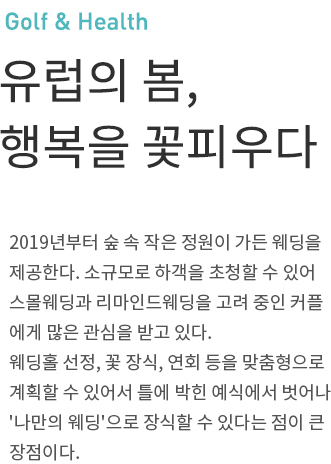 Golf & Health
유럽의 봄,
행복을 꽃피우다
2019년부터 숲 속 작은 정원이 가든 웨딩을
제공한다. 소규모로 하객을 초청할 수 있어
스몰웨딩과 리마인드웨딩을 고려 중인 커플
에게 많은 관심을 받고 있다.
웨딩홀 선정, 꽃 장식, 연회 등을 맞춤형으로
계획할 수 있어서 틀에 박힌 예식에서 벗어나
'나만의 웨딩'으로 장식할 수 있다는 점이 큰
장점이다.